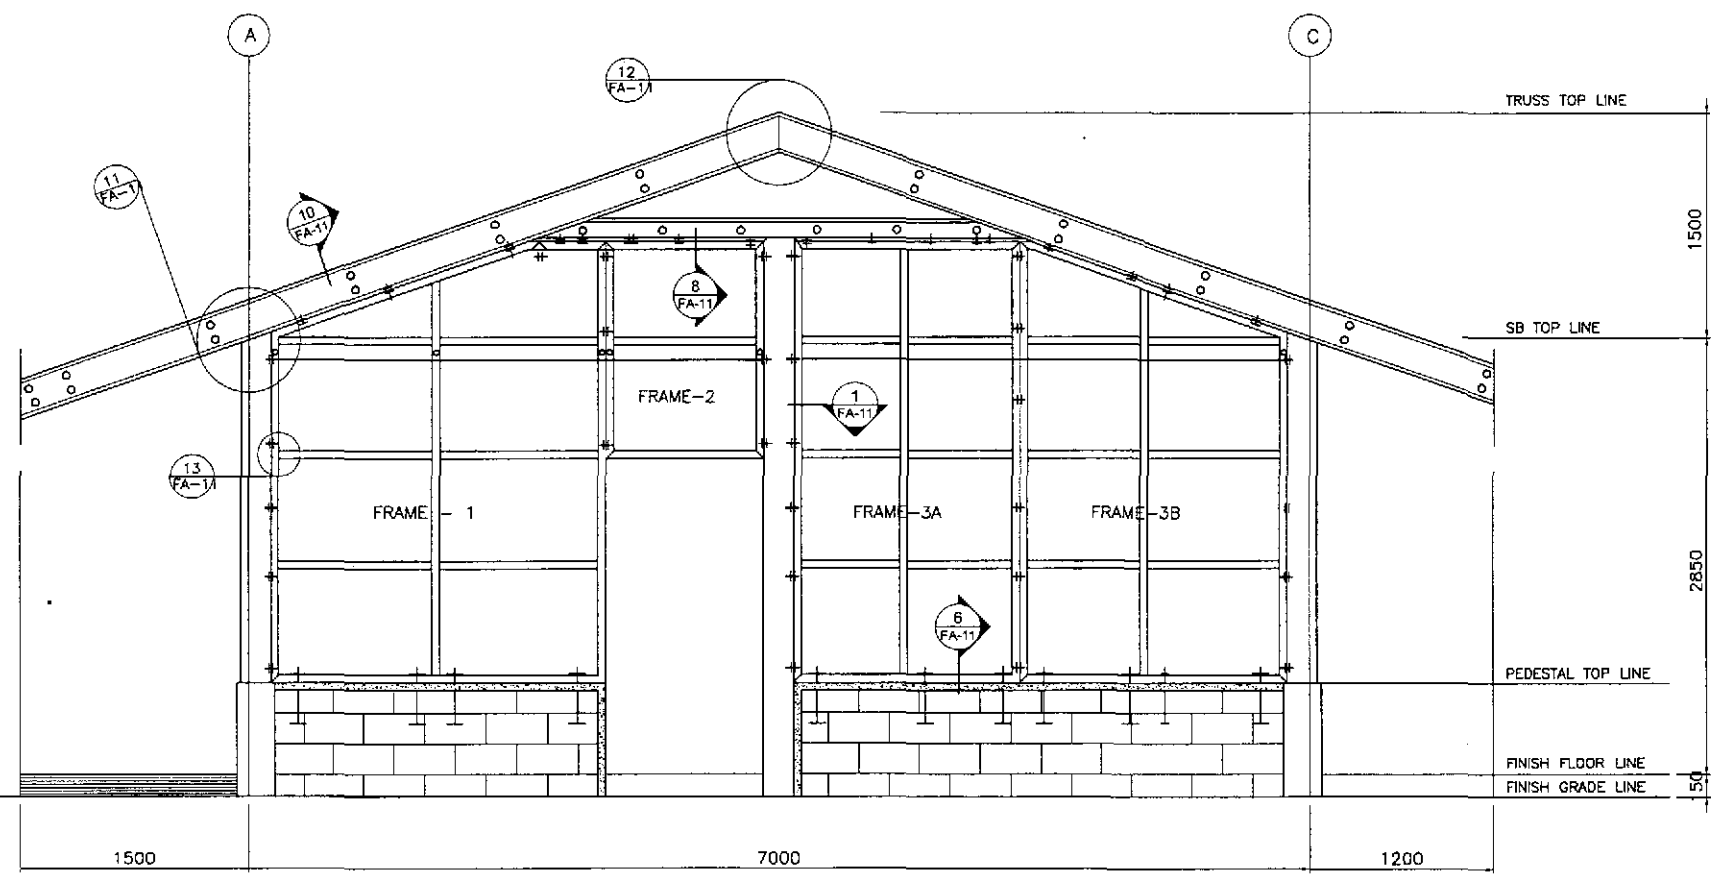 A
C
12
FA-11
TRUSS TOP LINE
11
FA-1
10
FA-11
1500
8
FA-11
SB TOP LINE
FRAME-2
1
FA-11
13
FA-11
FRAME - 1
FRAME-3A
FRAME-3B
2850
6
FA-11
PEDESTAL TOP LINE
FINISH FLOOR LINE
FINISH GRADE LINE
150
1500
7000
1200